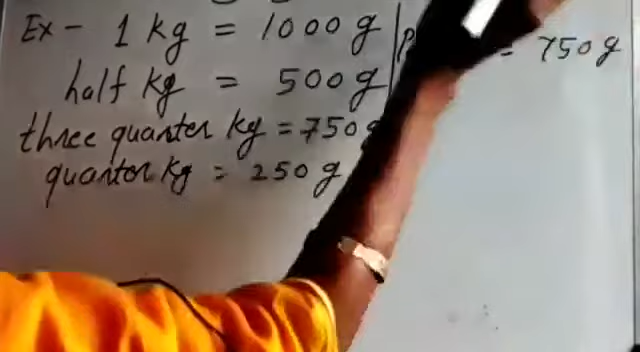 Ex - 1 kg = 1000 g
half kg = 500 g
three quarter kg = 750 g
quarter kg = 250 g
= 750 g